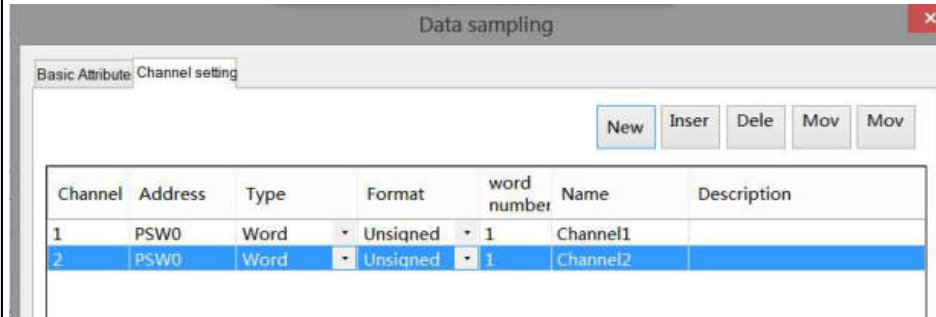 Data sampling
Basic Attribute Channel setting
New Inser Dele Mov Mov
Channel Address Type Format word number Name Description
1 PSW0 Word Unsigned 1 Channel1
2 PSW0 Word Unsigned 1 Channel2